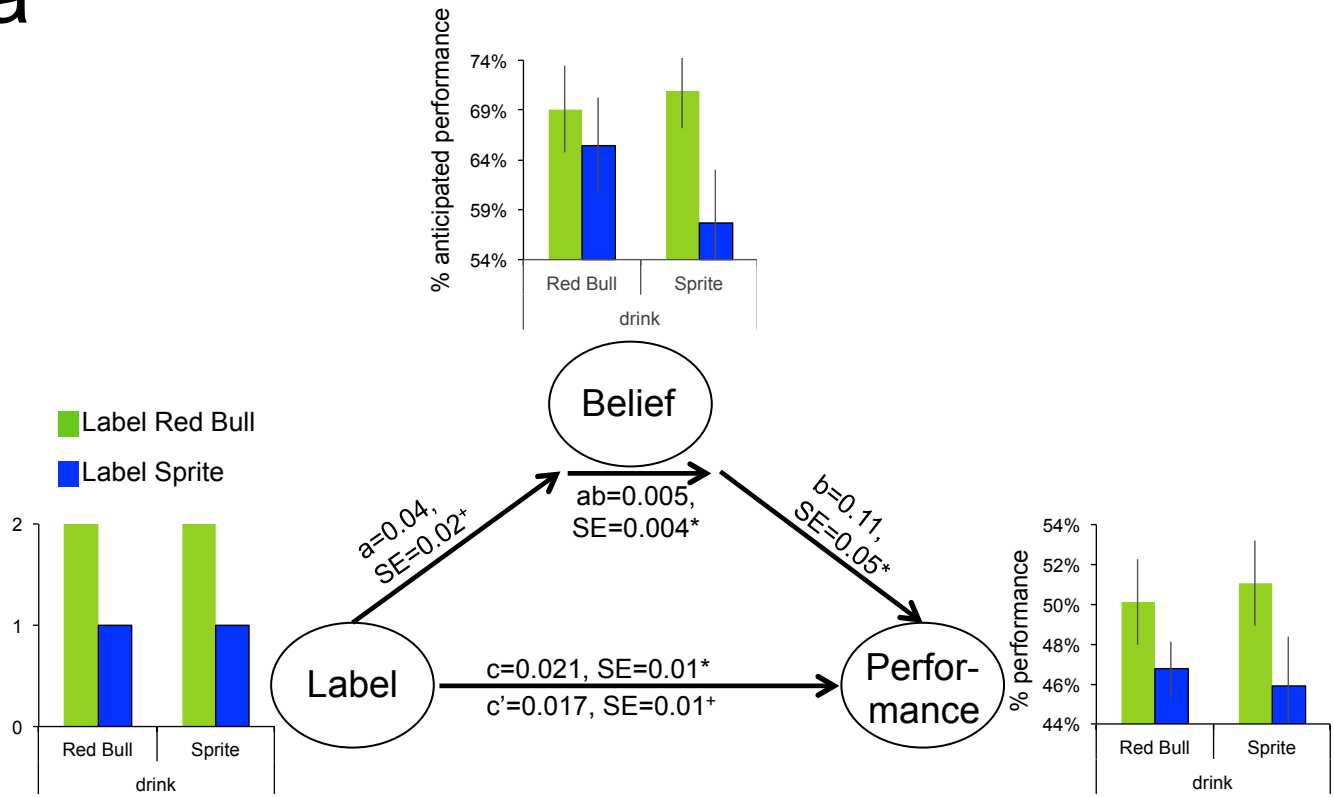 a
% anticipated performance
74%
69%
64%
59%
54%
Red Bull
Sprite
drink
Belief
Label Red Bull
Label Sprite
a=0.04,
SE=0.02+
ab=0.005,
SE=0.004*
b=0.11,
SE=0.05*
2
1
0
Red Bull
Sprite
drink
Label
c=0.021, SE=0.01*
c’=0.017, SE=0.01+
Perfor-
mance
% performance
54%
52%
50%
48%
46%
44%
Red Bull
Sprite
drink